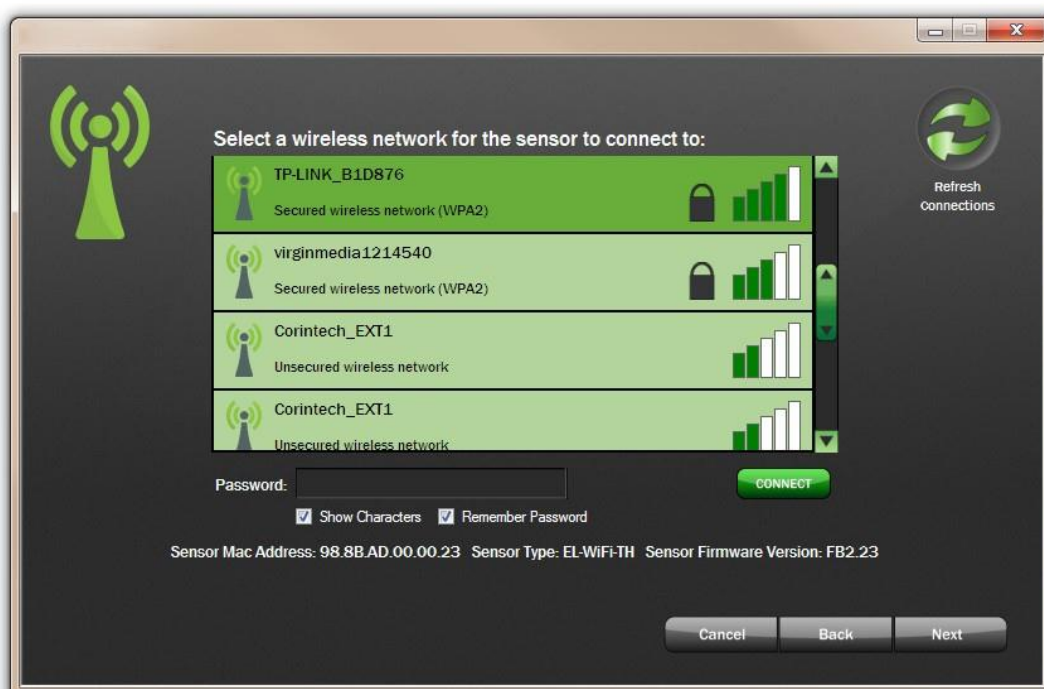 Select a wireless network for the sensor to connect to:
TP-LINK_B1D876
Secured wireless network (WPA2)
Refresh
Connections
virginmedia1214540
Secured wireless network (WPA2)
Corintech_EXT1
Unsecured wireless network
Corintech_EXT1
Unsecured wireless network
Password:
CONNECT
Show Characters Remember Password
Sensor Mac Address: 98.8B.AD.00.00.23 Sensor Type: EL-WiFi-TH Sensor Firmware Version: FB2.23
Cancel Back Next